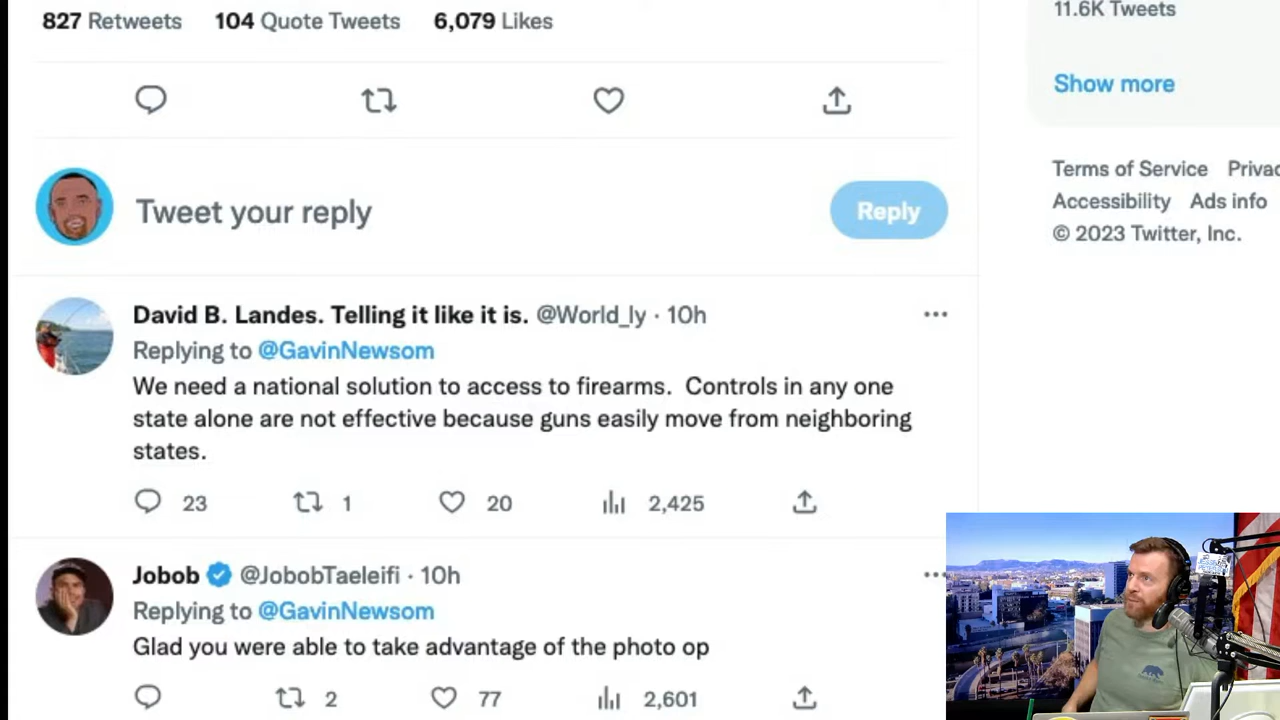 827 Retweets 104 Quote Tweets 6,079 Likes
11.6K Tweets
Show more
Tweet your reply
Reply
Terms of Service
Accessibility Ads info
© 2023 Twitter, Inc.
David B. Landes. Telling it like it is. @World_ly · 10h
Replying to @GavinNewsom
We need a national solution to access to firearms. Controls in any one
state alone are not effective because guns easily move from neighboring
states.
23 1 20 2,425
Jobob @JobobTaeleifi · 10h
Replying to @GavinNewsom
Glad you were able to take advantage of the photo op
2 77 2,601